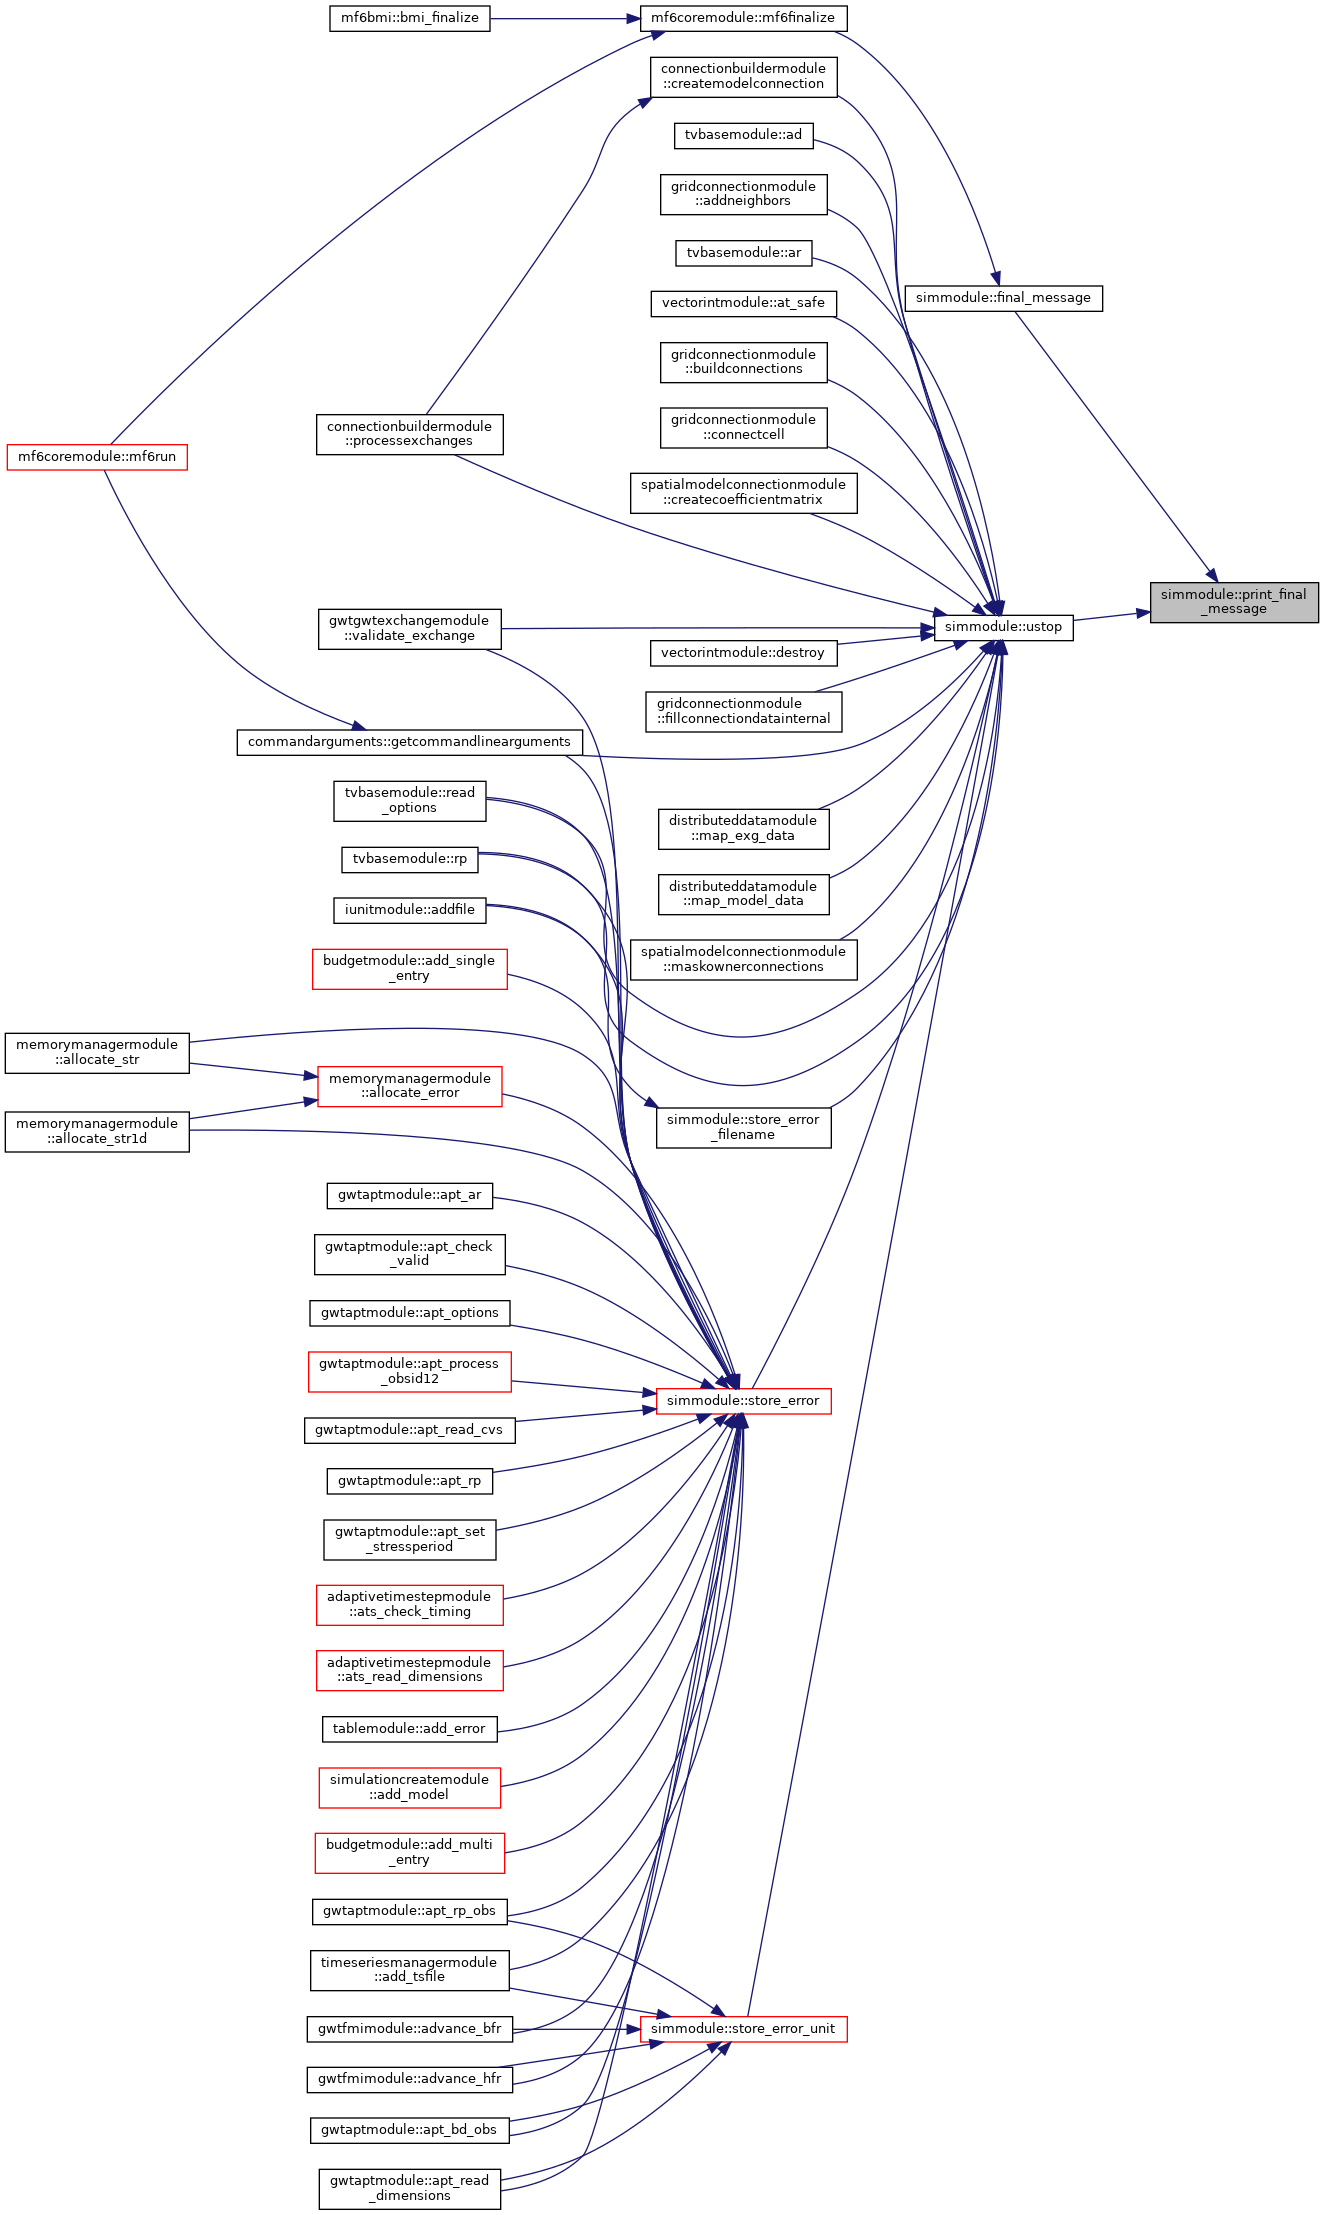 mf6bmi::bmi_finalize
mf6coremodule::mf6finalize
connectionbuildermodule
::createmodelconnection
tvbasemodule::ad
gridconnectionmodule
::addneighbors
tvbasemodule::ar
simmodule::final_message
vectorintmodule::at_safe
gridconnectionmodule
::buildconnections
gridconnectionmodule
::connectcell
connectionbuildermodule
::processexchanges
mf6coremodule::mf6run
spatialmodelconnectionmodule
::createcoefficientmatrix
simmodule::print_final
_message
simmodule::ustop
gwtgwtexchangemodule
::validate_exchange
vectorintmodule::destroy
gridconnectionmodule
::fillconnectiondatainternal
commandarguments::getcommandlinearguments
tvbasemodule::read
_options
distributeddatamodule
::map_exg_data
tvbasemodule::rp
distributeddatamodule
::map_model_data
iunitmodule::addfile
spatialmodelconnectionmodule
::maskownerconnections
budgetmodule::add_single
_entry
memorymanagermodule
::allocate_str
memorymanagermodule
::allocate_error
simmodule::store_error
_filename
memorymanagermodule
::allocate_str1d
gwtaptmodule::apt_ar
gwtaptmodule::apt_check
_valid
gwtaptmodule::apt_options
gwtaptmodule::apt_process
_obsid12
simmodule::store_error
gwtaptmodule::apt_read_cvs
gwtaptmodule::apt_rp
gwtaptmodule::apt_set
_stressperiod
adaptivetimestepmodule
::ats_check_timing
adaptivetimestepmodule
::ats_read_dimensions
tablemodule::add_error
simulationcreatemodule
::add_model
budgetmodule::add_multi
_entry
gwtaptmodule::apt_rp_obs
timeseriesmanagermodule
::add_tsfile
gwtfmimodule::advance_bfr
simmodule::store_error_unit
gwtfmimodule::advance_hfr
gwtaptmodule::apt_bd_obs
gwtaptmodule::apt_read
_dimensions